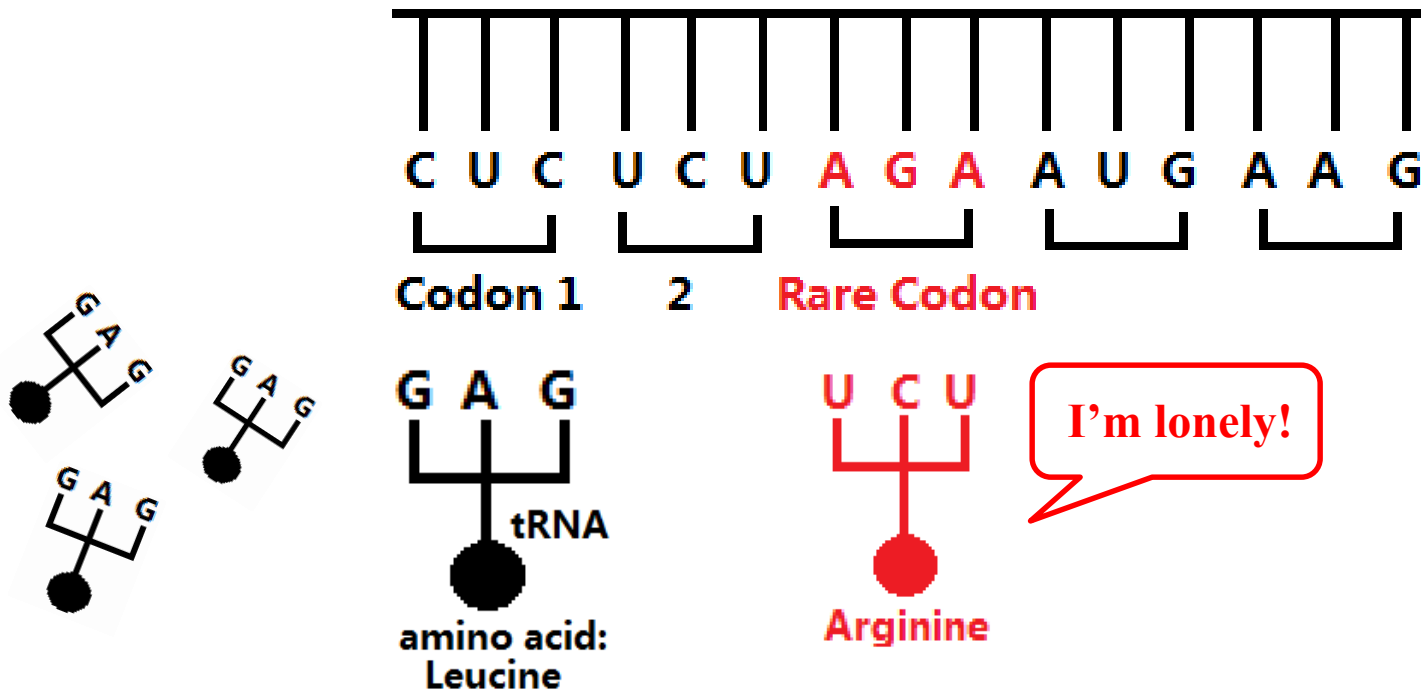 C U C U C U A G A A U G A A G
Codon 1 2 Rare Codon
G A G
G A G
G A G
G A G
tRNA
amino acid:
Leucine
U C U
Arginine
I'm lonely!